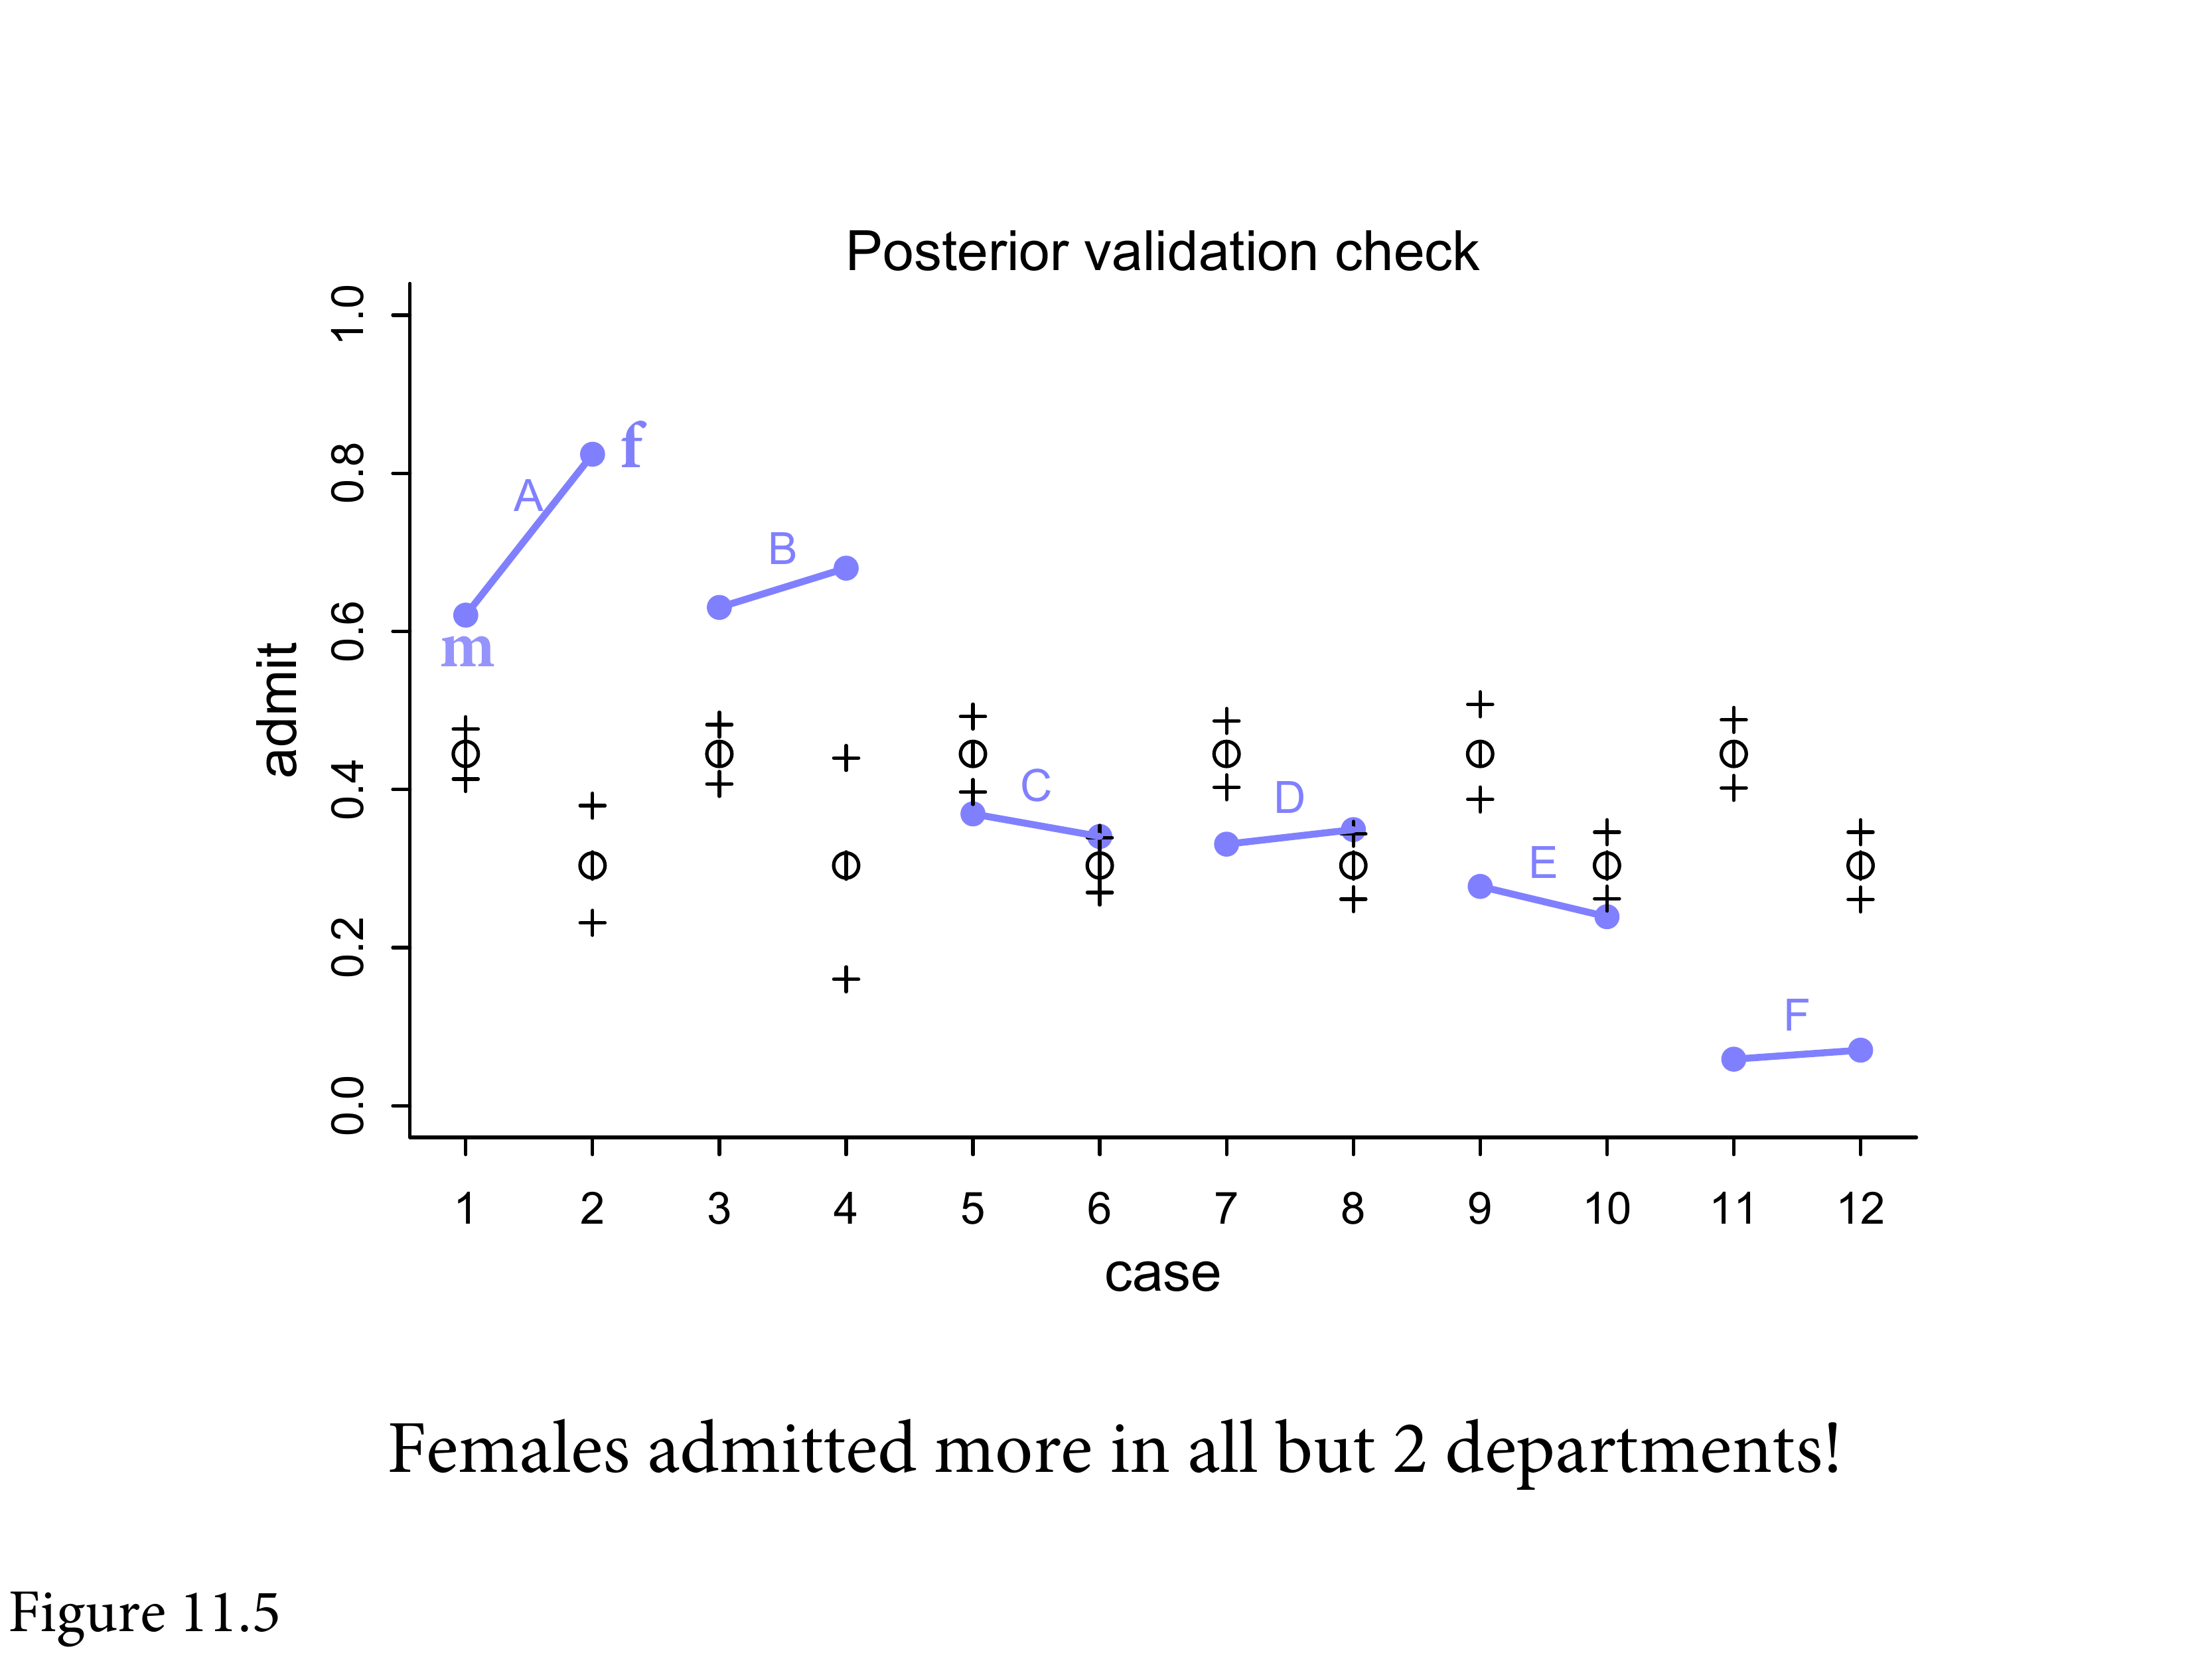 Posterior validation check
1.0
0.8
0.6
0.4
0.2
0.0
admit
A
f
m
B
C
D
E
F
1 2 3 4 5 6 7 8 9 10 11 12
case
Females admitted more in all but 2 departments!
Figure 11.5